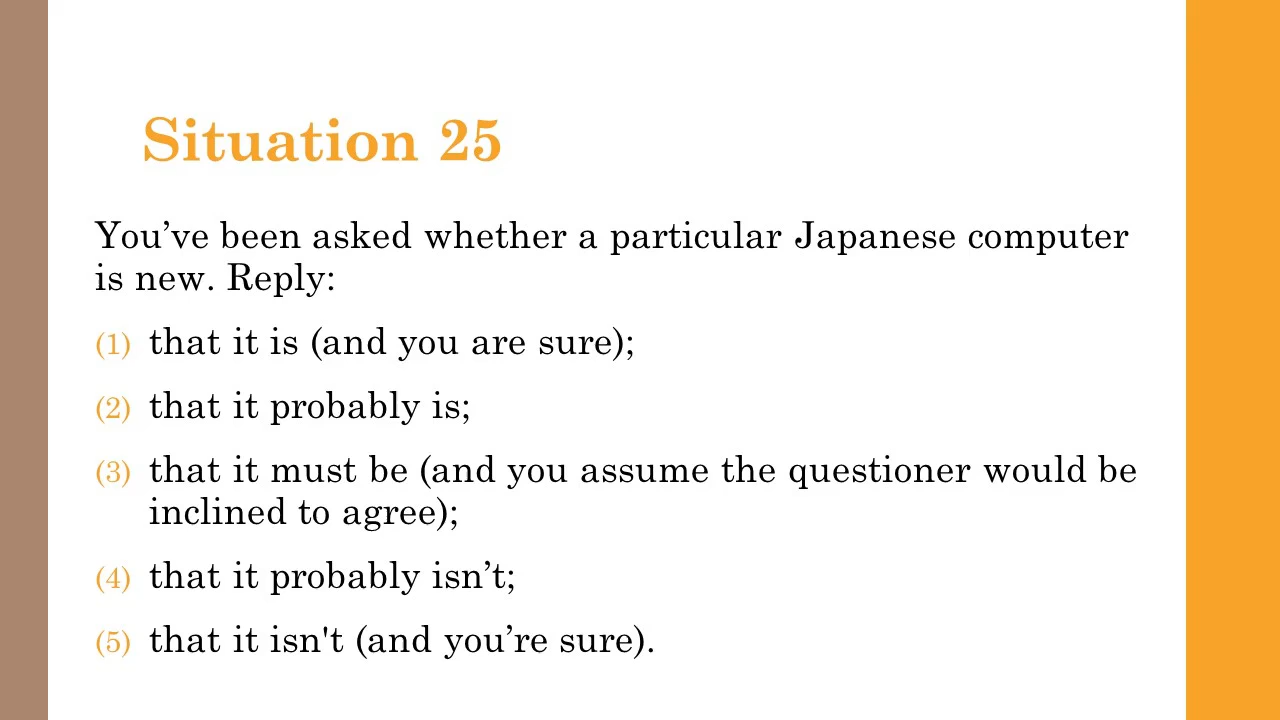 Situation 25
You’ve been asked whether a particular Japanese computer
is new. Reply:
(1) that it is (and you are sure);
(2) that it probably is;
(3) that it must be (and you assume the questioner would be
inclined to agree);
(4) that it probably isn’t;
(5) that it isn't (and you’re sure).